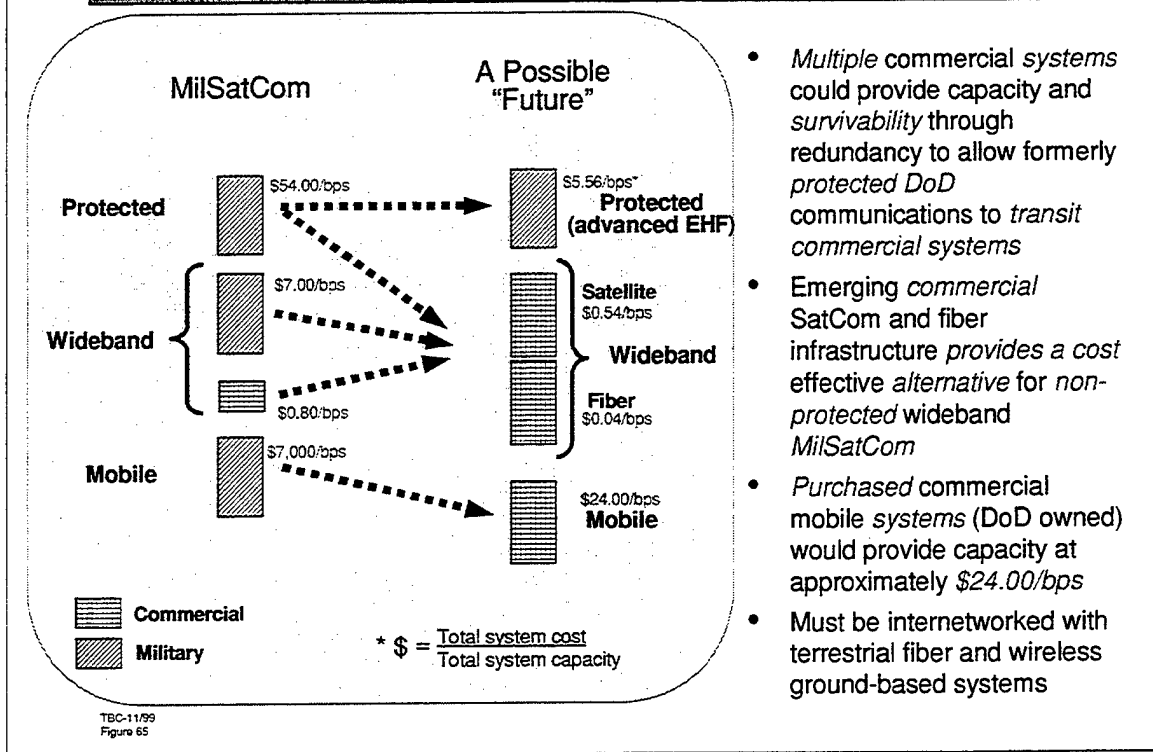 MilSatCom
A Possible
"Future"
Protected
$54.00/bps
$5.56/bps*
Protected
(advanced EHF)
$7.00/bps
Wideband
$0.80/bps
Satellite
$0.54/bps
Wideband
Fiber
$0.04/bps
$7,000/bps
Mobile
$24.00/bps
Mobile
Commercial
Military
* $ = Total system cost
Total system capacity
TBC-11/99
Figure 65
• Multiple commercial systems
could provide capacity and
survivability through
redundancy to allow formerly
protected DoD
communications to transit
commercial systems
• Emerging commercial
SatCom and fiber
infrastructure provides a cost
effective alternative for non-
protected wideband
MilSatCom
• Purchased commercial
mobile systems (DoD owned)
would provide capacity at
approximately $24.00/bps
• Must be internetworked with
terrestrial fiber and wireless
ground-based systems